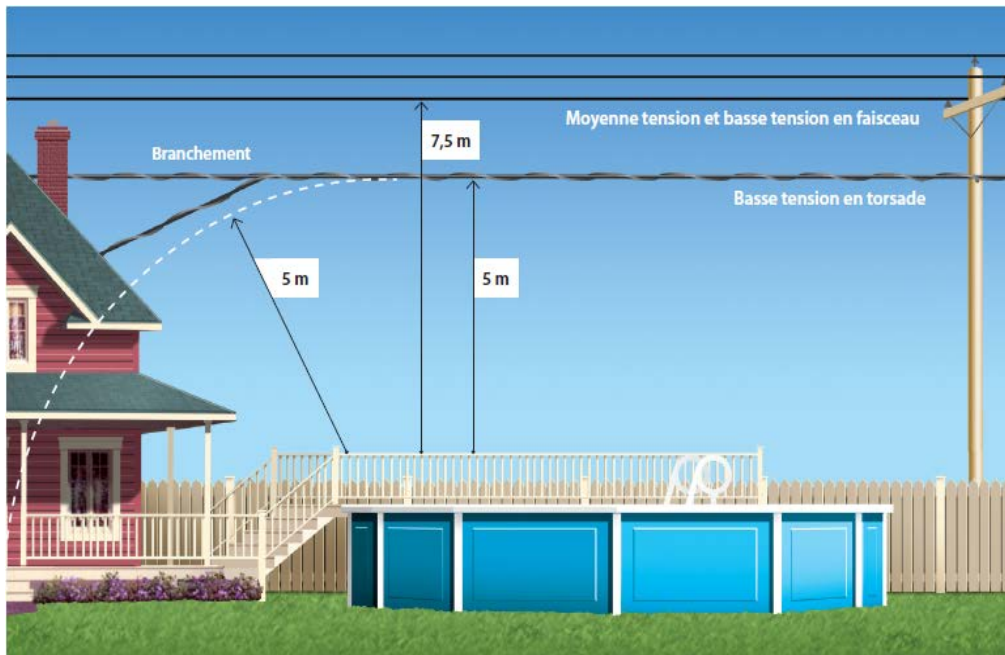 7,5 m
Moyenne tension et basse tension en faisceau
Branchement
Basse tension en torsade
5 m
5 m